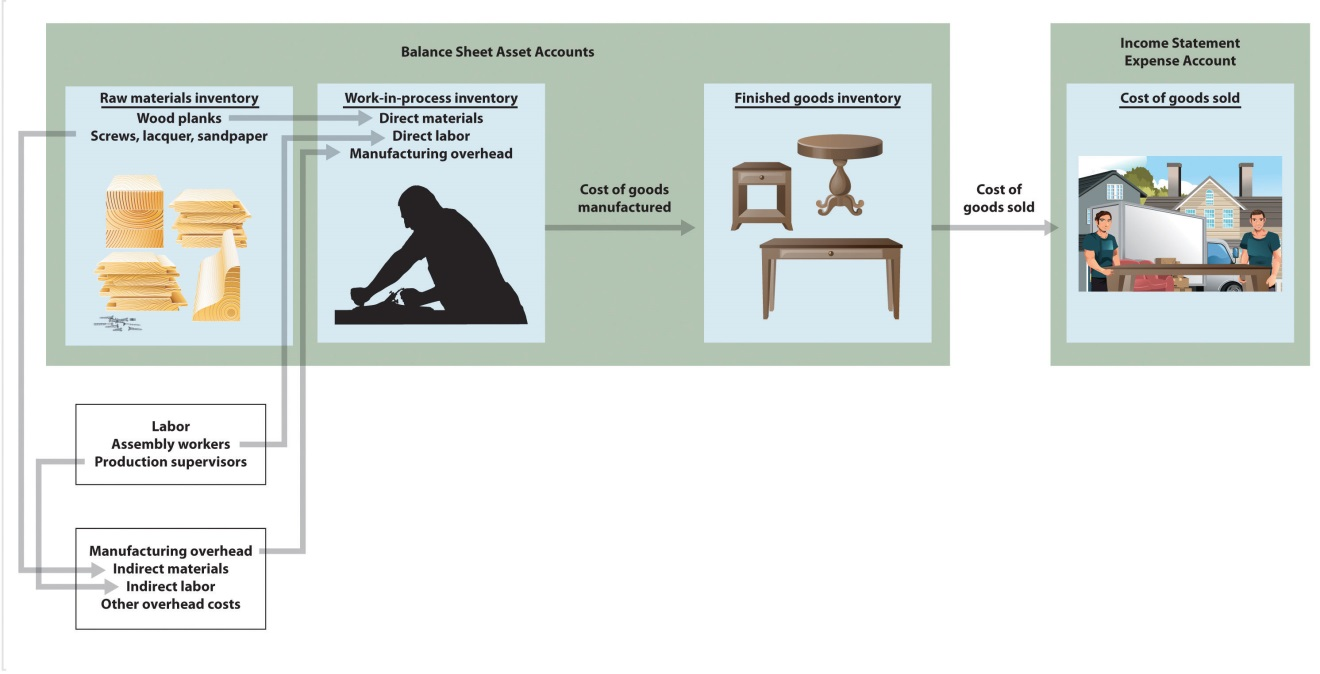 Balance Sheet Asset Accounts
Raw materials inventory
Wood planks
Screws, lacquer, sandpaper
Work-in-process inventory
Direct materials
Direct labor
Manufacturing overhead
Cost of goods
manufactured
Finished goods inventory
Cost of
goods sold
Income Statement
Expense Account
Cost of goods sold
Labor
Assembly workers
Production supervisors
Manufacturing overhead
Indirect materials
Indirect labor
Other overhead costs